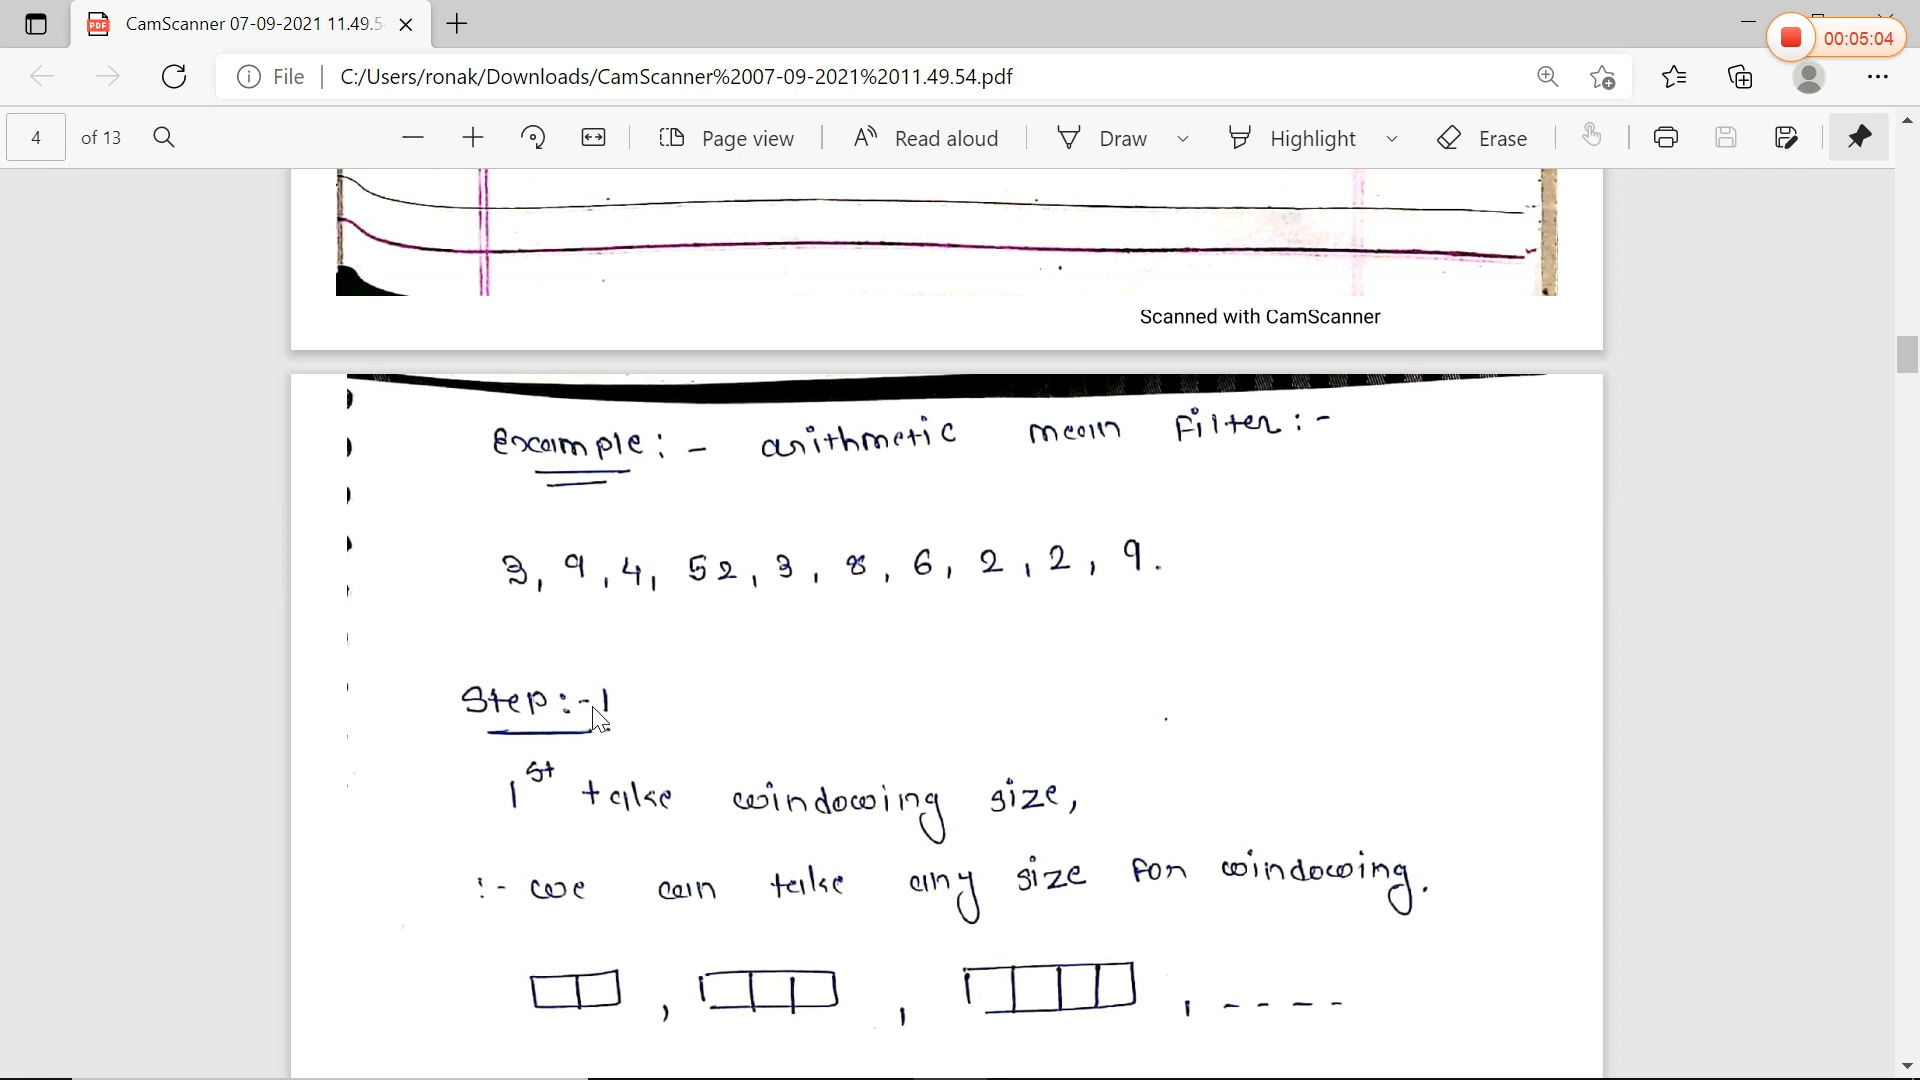 CamScanner 07-09-2021 11.49.5
00:05:04
File C:/Users/ronak/Downloads/CamScanner%2007-09-2021%2011.49.54.pdf
4 of 13 Page view Read aloud Draw Highlight Erase
Scanned with CamScanner
Example:- arithmetic mean Filter:-
3, 9, 4, 52, 3, 8, 6, 2, 2, 9.
Step:-1
1st take windowing size,
:- we can take any size for windowing.
, , , ----